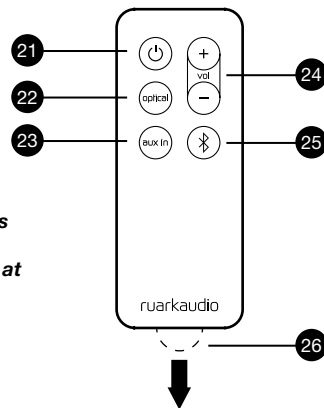 21
+
22
vol
24
optical
−
23
aux in
25
s
at
ruarkaudio
26